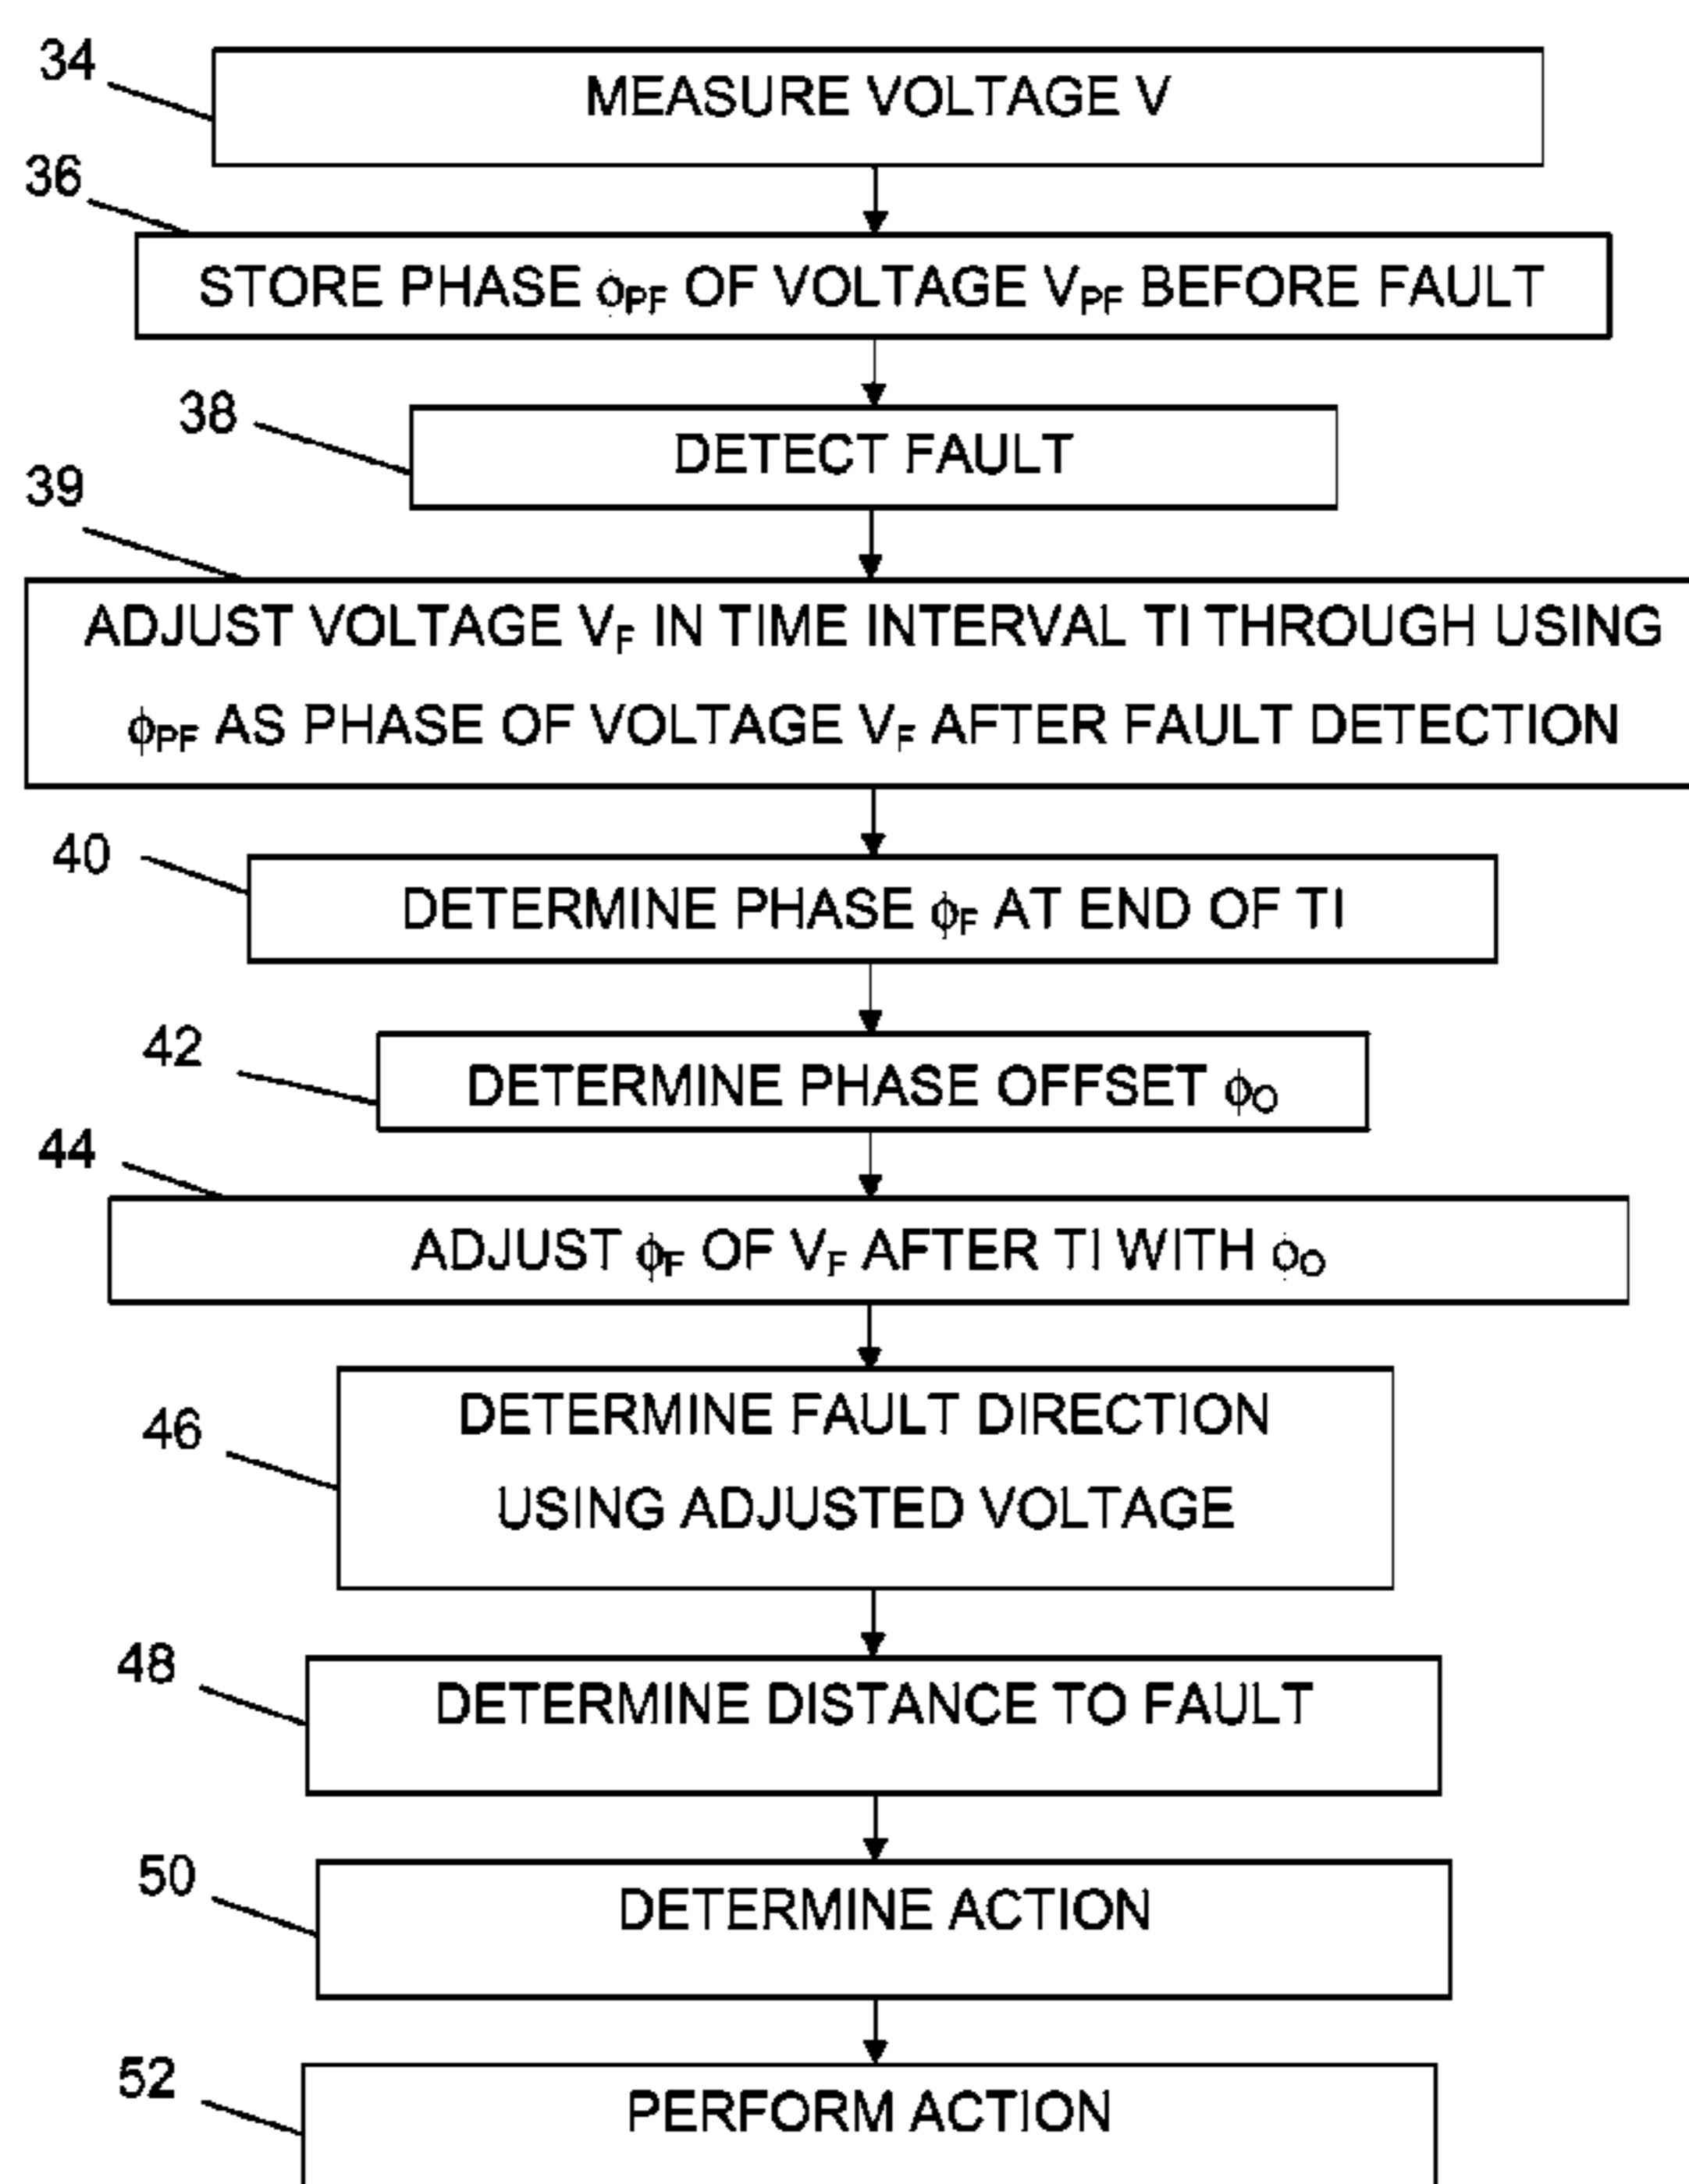 34
MEASURE VOLTAGE V
36
STORE PHASE ϕPF OF VOLTAGE VPF BEFORE FAULT
38
DETECT FAULT
39
ADJUST VOLTAGE VF IN TIME INTERVAL TI THROUGH USING
ϕPF AS PHASE OF VOLTAGE VF AFTER FAULT DETECTION
40
DETERMINE PHASE ϕF AT END OF TI
42
DETERMINE PHASE OFFSET ϕO
44
ADJUST ϕF OF VF AFTER TI WITH ϕO
46
DETERMINE FAULT DIRECTION
USING ADJUSTED VOLTAGE
48
DETERMINE DISTANCE TO FAULT
50
DETERMINE ACTION
52
PERFORM ACTION